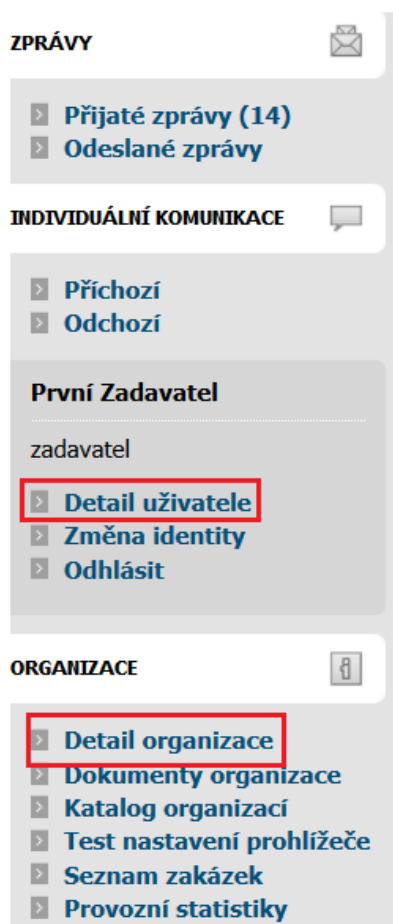 ZPRÁVY
Přijaté zprávy (14)
Odeslané zprávy
INDIVIDUÁLNÍ KOMUNIKACE
Příchozí
Odchozí
První Zadavatel
zadavatel
Detail uživatele
Změna identity
Odhlásit
ORGANIZACE
Detail organizace
Dokumenty organizace
Katalog organizací
Test nastavení prohlížeče
Seznam zakázek
Provozní statistiky